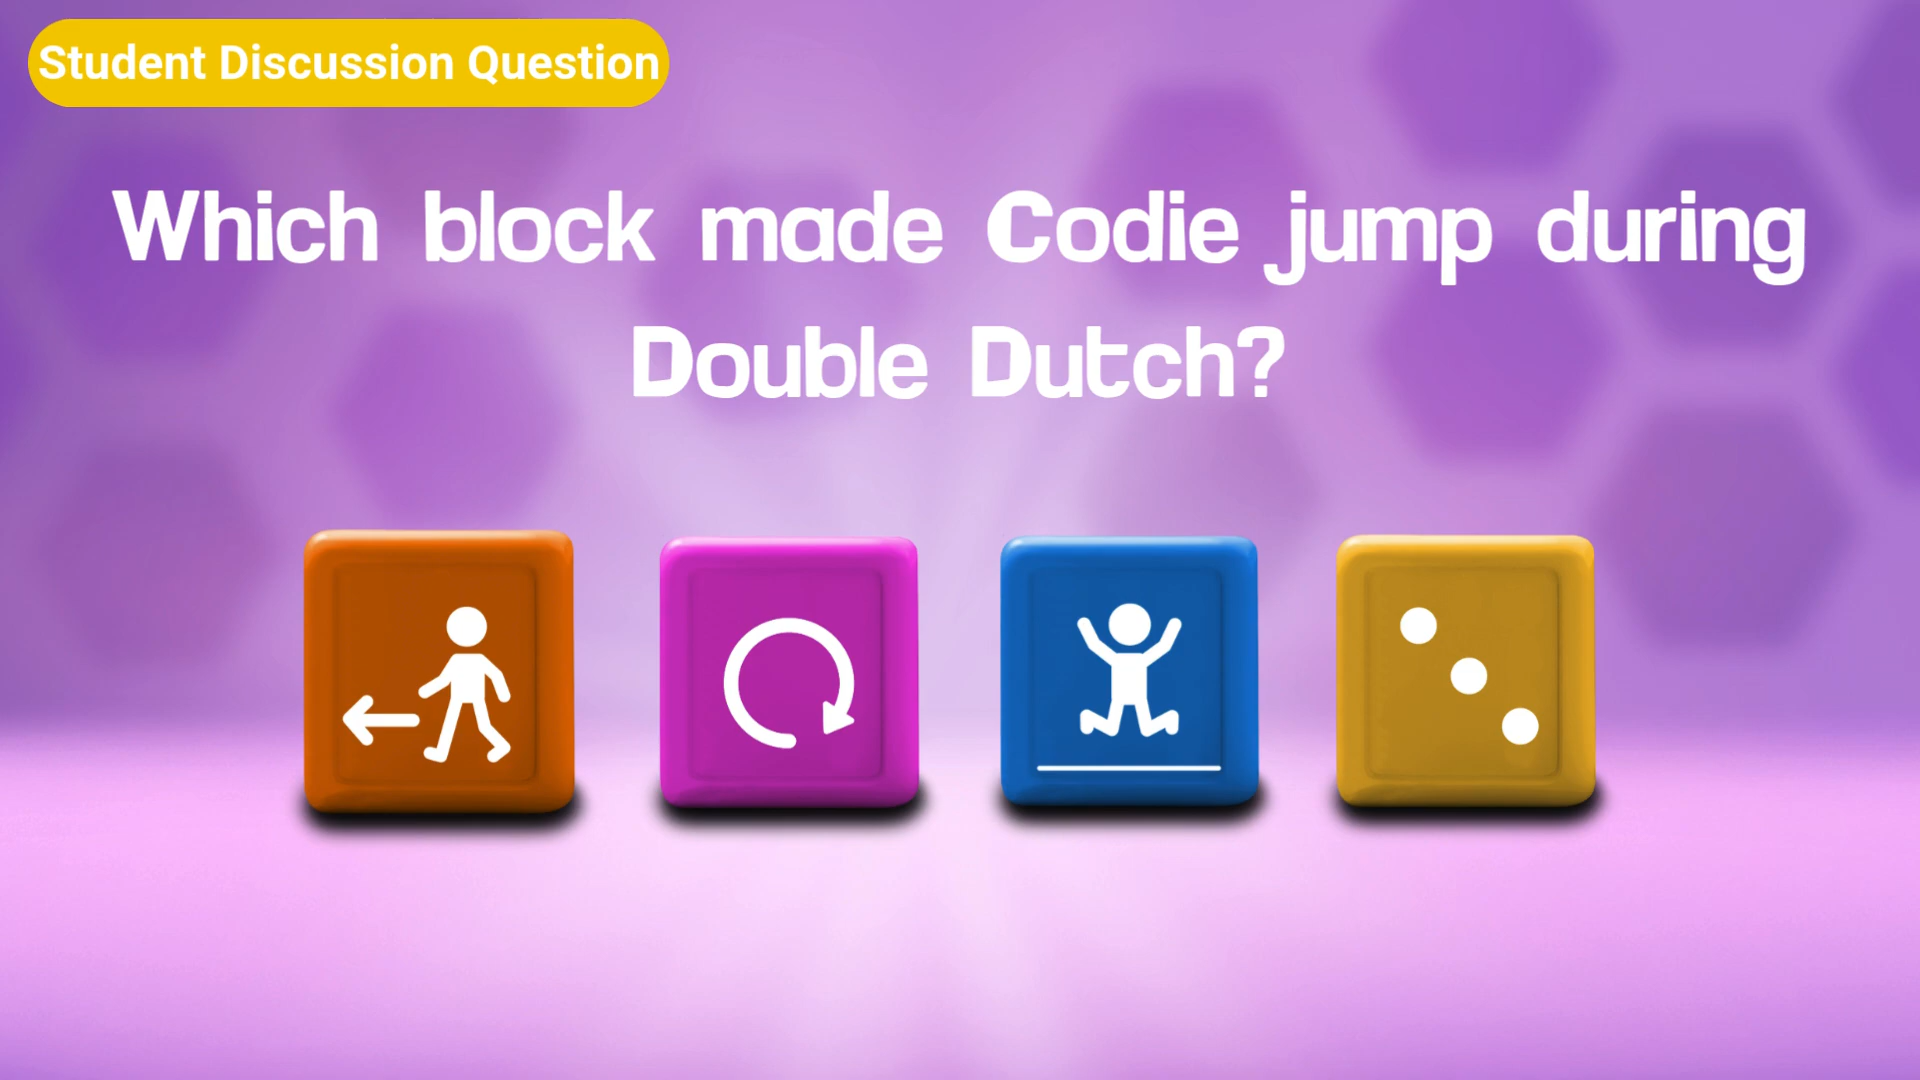 Student Discussion Question
Which block made Codie jump during
Double Dutch?